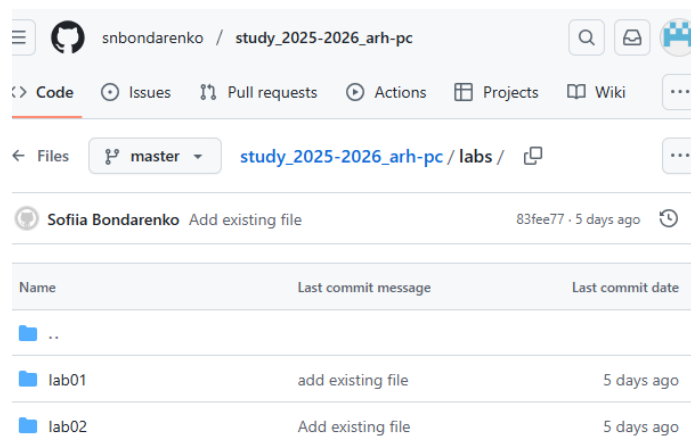 snbondarenko / study_2025-2026_arh-pc
Code Issues Pull requests Actions Projects Wiki ...
Files master study_2025-2026_arh-pc / labs / ...
Sofiia Bondarenko Add existing file 83fee77 · 5 days ago
Name Last commit message Last commit date
..
lab01 add existing file 5 days ago
lab02 Add existing file 5 days ago